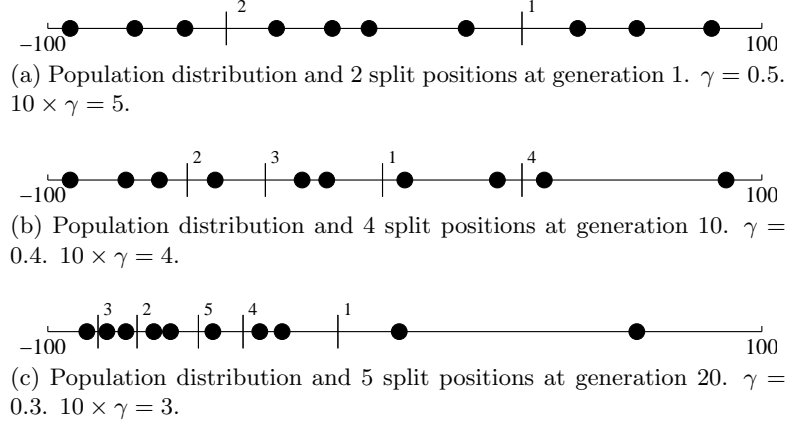 2 1
−100 100
(a) Population distribution and 2 split positions at generation 1. γ = 0.5.
10 × γ = 5.
2 3 1 4
−100 100
(b) Population distribution and 4 split positions at generation 10. γ =
0.4. 10 × γ = 4.
3 2 5 4 1
−100 100
(c) Population distribution and 5 split positions at generation 20. γ =
0.3. 10 × γ = 3.